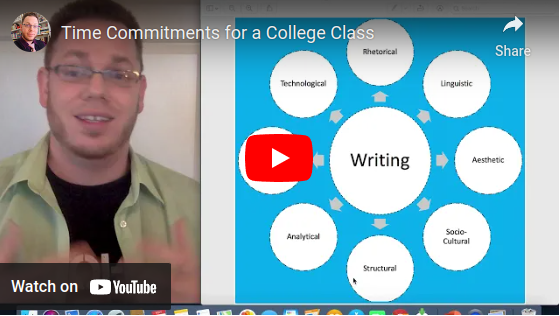 Time Commitments for a College Class
Share
Rhetorical
Technological
Linguistic
Writing
Aesthetic
Analytical
Socio-
Cultural
Structural
Watch on YouTube